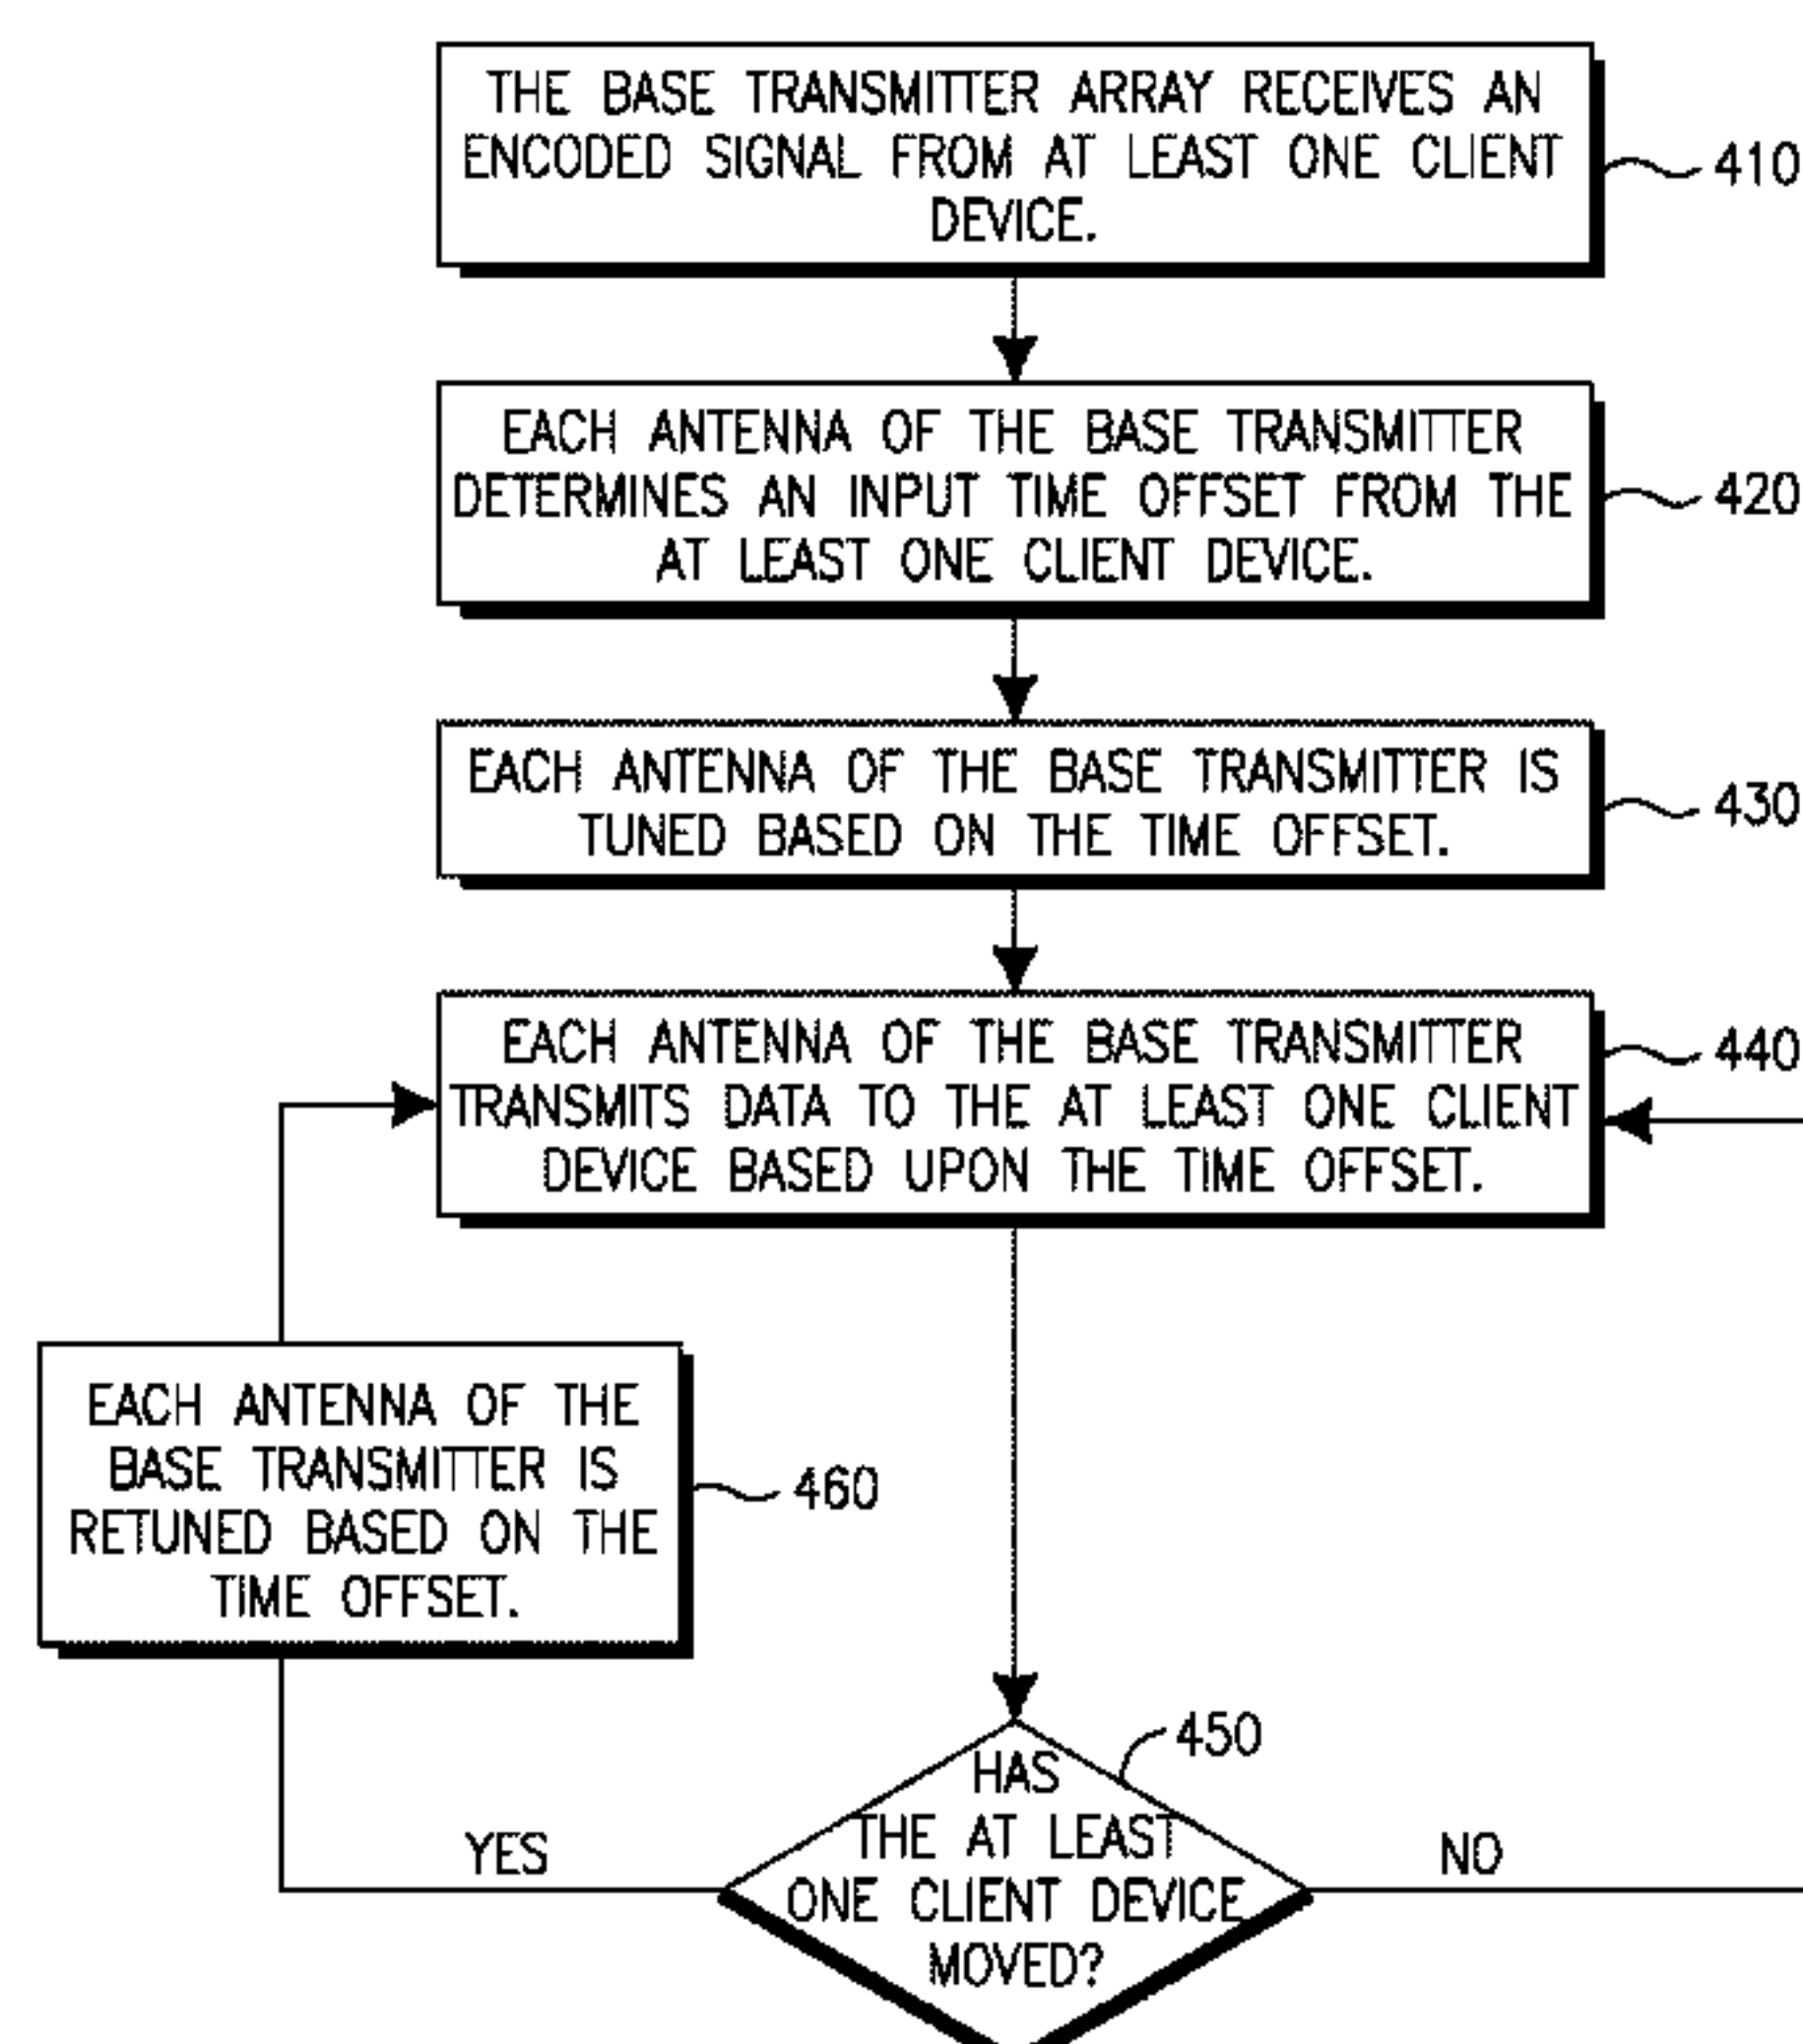 THE BASE TRANSMITTER ARRAY RECEIVES AN
ENCODED SIGNAL FROM AT LEAST ONE CLIENT
DEVICE.
410
EACH ANTENNA OF THE BASE TRANSMITTER
DETERMINES AN INPUT TIME OFFSET FROM THE
AT LEAST ONE CLIENT DEVICE.
420
EACH ANTENNA OF THE BASE TRANSMITTER IS
TUNED BASED ON THE TIME OFFSET.
430
EACH ANTENNA OF THE BASE TRANSMITTER
TRANSMITS DATA TO THE AT LEAST ONE CLIENT
DEVICE BASED UPON THE TIME OFFSET.
440
EACH ANTENNA OF THE
BASE TRANSMITTER IS
RETUNED BASED ON THE
TIME OFFSET.
460
450
HAS
THE AT LEAST
ONE CLIENT DEVICE
MOVED?
YES
NO